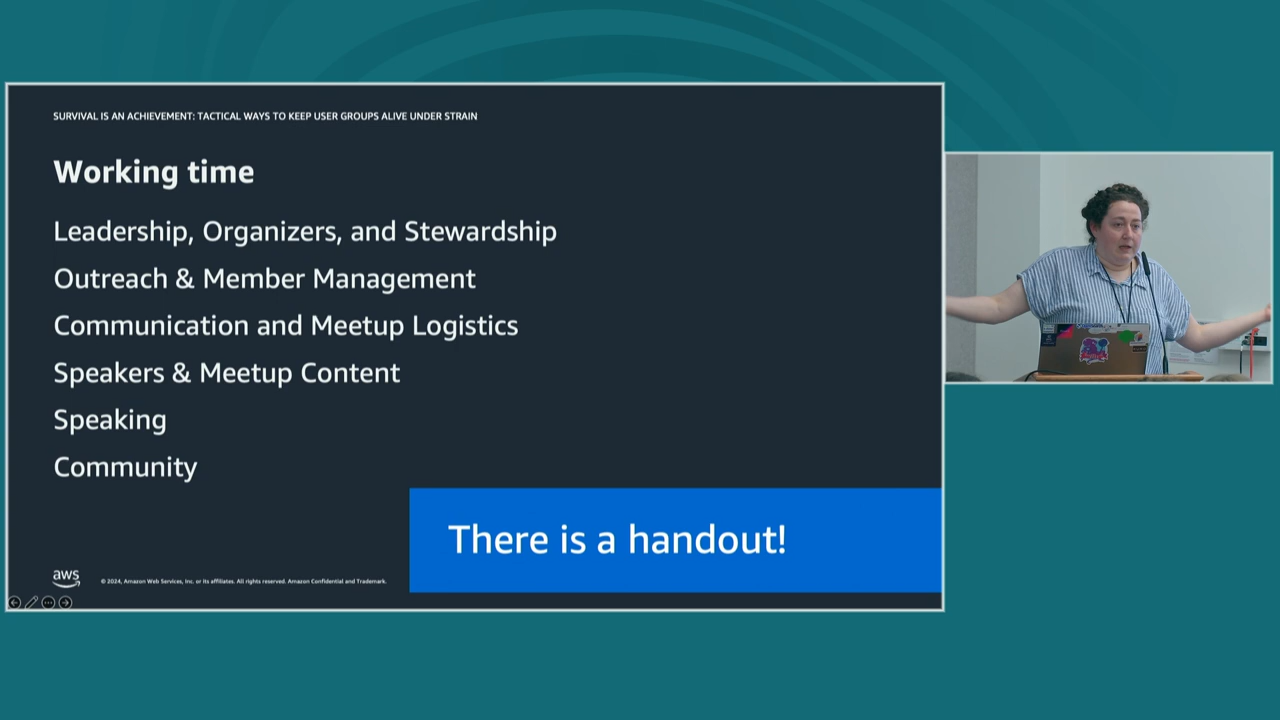 SURVIVAL IS AN ACHIEVEMENT: TACTICAL WAYS TO KEEP USER GROUPS ALIVE UNDER STRAIN
Working time
Leadership, Organizers, and Stewardship
Outreach & Member Management
Communication and Meetup Logistics
Speakers & Meetup Content
Speaking
Community
There is a handout!
aws
© 2024, Amazon Web Services, Inc. or its affiliates. All rights reserved. Amazon Confidential and Trademark.